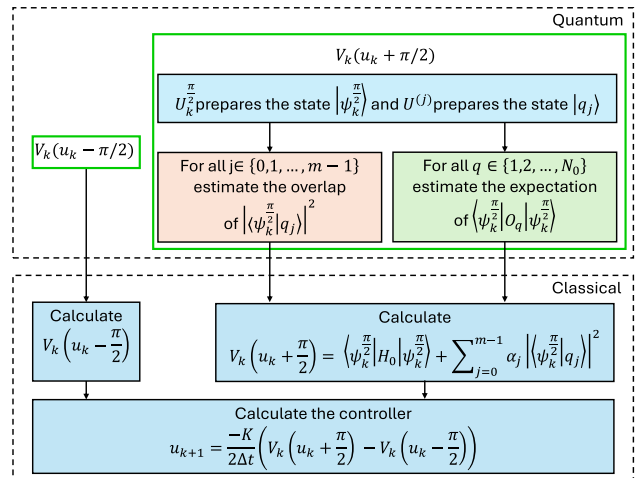 Quantum
V_k(u_k + π/2)
U_k^{π/2} prepares the state |ψ_k^{π/2}⟩ and U^{(j)} prepares the state |q_j⟩
V_k(u_k − π/2)
For all j∈ {0,1, … , m − 1}
estimate the overlap
of |⟨ψ_k^{π/2}|q_j⟩|^2
For all q ∈ {1,2, … , N_0}
estimate the expectation
of ⟨ψ_k^{π/2}|O_q|ψ_k^{π/2}⟩
Classical
Calculate
V_k (u_k − π/2)
Calculate
V_k (u_k + π/2) = ⟨ψ_k^{π/2}|H_0|ψ_k^{π/2}⟩ + ∑_{j=0}^{m−1} α_j |⟨ψ_k^{π/2}|q_j⟩|^2
Calculate the controller
u_{k+1} = −K/2Δt (V_k (u_k + π/2) − V_k (u_k − π/2))